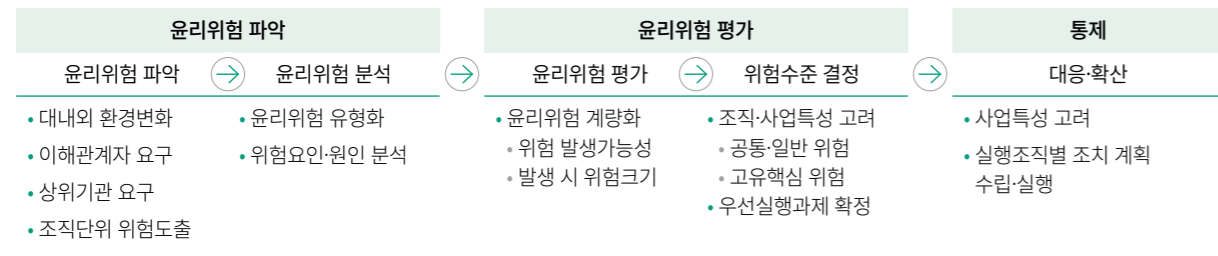 윤리위험 파악
윤리위험 파악
윤리위험 분석
• 대내외 환경변화
• 이해관계자 요구
• 상위기관 요구
• 조직단위 위험도출
• 윤리위험 유형화
• 위험요인·원인 분석
윤리위험 평가
윤리위험 평가
위험수준 결정
• 윤리위험 계량화
• 위험 발생가능성
• 발생 시 위험크기
• 조직·사업특성 고려
• 공통·일반 위험
• 고유핵심 위험
• 우선실행과제 확정
통제
대응·확산
• 사업특성 고려
• 실행조직별 조치 계획
수립·실행